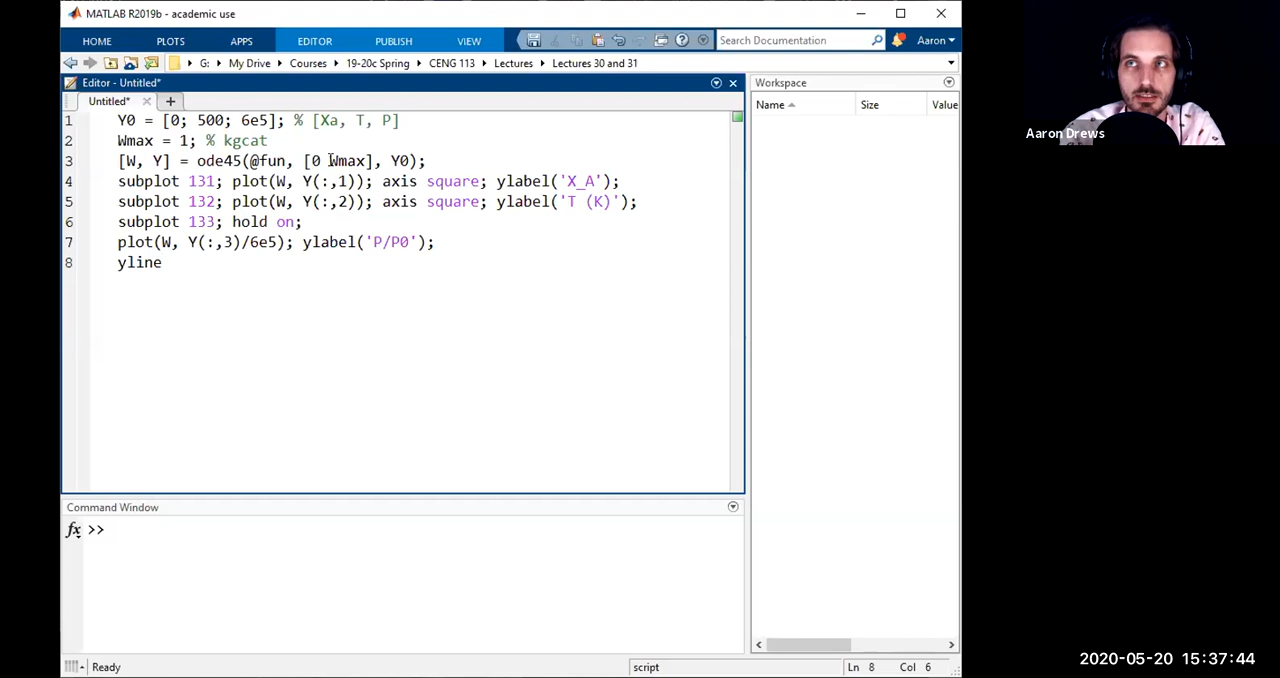 MATLAB R2019b - academic use
HOME PLOTS APPS EDITOR PUBLISH VIEW Search Documentation Aaron
G: My Drive Courses 19-20c Spring CENG 113 Lectures Lectures 30 and 31
Editor - Untitled*
Untitled*
1 Y0 = [0; 500; 6e5]; % [Xa, T, P]
2 Wmax = 1; % kgcat
3 [W, Y] = ode45(@fun, [0 Wmax], Y0);
4 subplot 131; plot(W, Y(:,1)); axis square; ylabel('X_A');
5 subplot 132; plot(W, Y(:,2)); axis square; ylabel('T (K)');
6 subplot 133; hold on;
7 plot(W, Y(:,3)/6e5); ylabel('P/P0');
8 yline
Workspace
Name Size Value
Command Window
fx >>
Ready script Ln 8 Col 6
Aaron Drews
2020-05-20 15:37:44